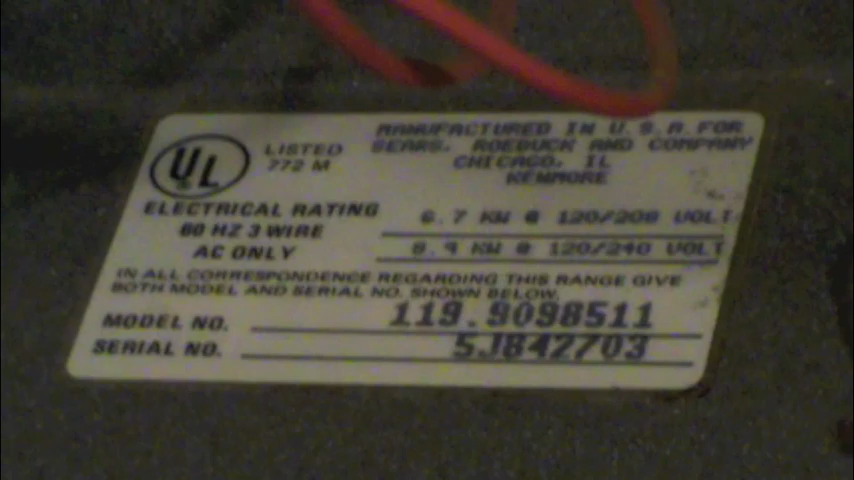 UL
LISTED
772 M
MANUFACTURED IN U.S.A FOR
SEARS, ROEBUCK AND COMPANY
CHICAGO, IL
KENMORE
ELECTRICAL RATING
60 HZ 3 WIRE
AC ONLY
6.7 KW @ 120/208 VOLT
8.9 KW @ 120/240 VOLT
IN ALL CORRESPONDENCE REGARDING THIS RANGE GIVE
BOTH MODEL AND SERIAL NO. SHOWN BELOW.
MODEL NO. 119.9098511
SERIAL NO. 5J842703